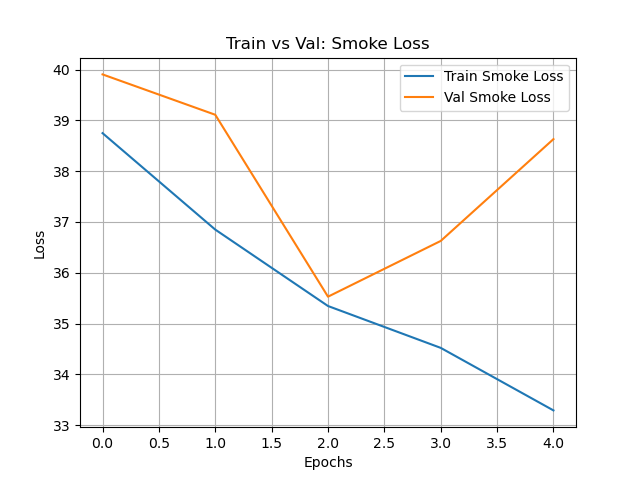 Train vs Val: Smoke Loss
Train Smoke Loss
Val Smoke Loss
40
39
38
37
36
35
34
33
Loss
0.0 0.5 1.0 1.5 2.0 2.5 3.0 3.5 4.0
Epochs